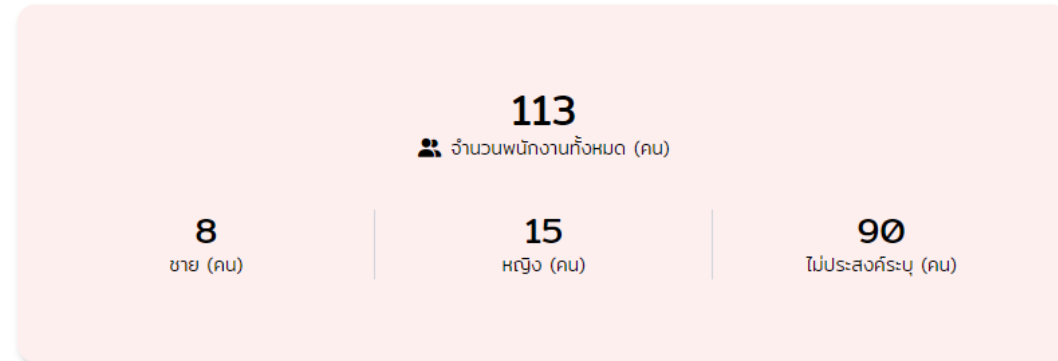 113
จำนวนพนักงานทั้งหมด (คน)
8
ชาย (คน)
15
หญิง (คน)
90
ไม่ประสงค์ระบุ (คน)